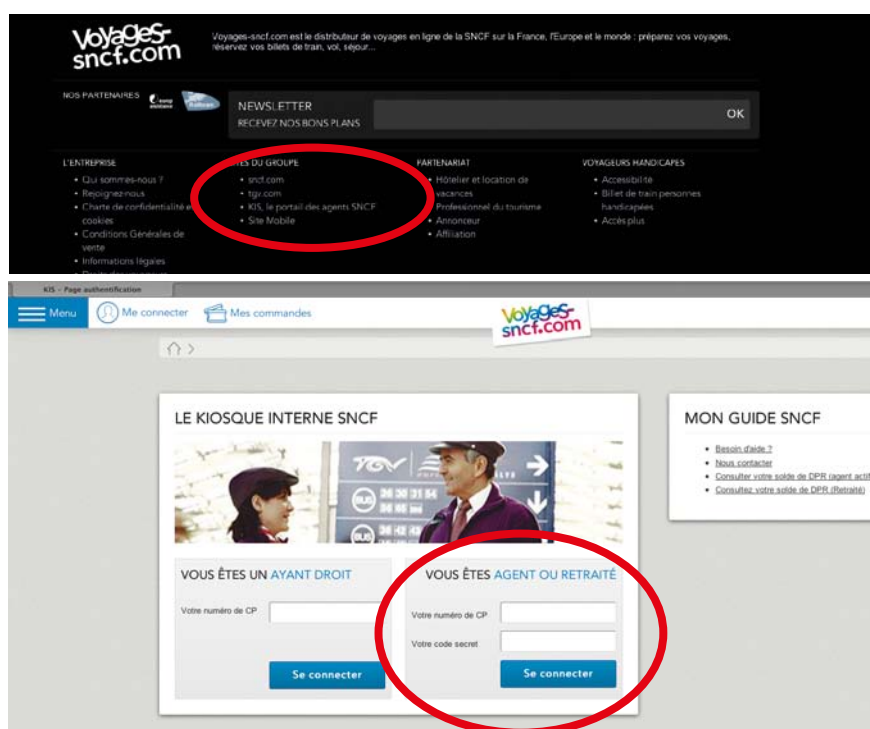 Voyages-
sncf.com
Voyages-sncf.com est le distributeur de voyages en ligne de la SNCF sur la France, l'Europe et le monde : préparez vos voyages,
réservez vos billets de train, vol, séjour...
NOS PARTENAIRES
NEWSLETTER
RECEVEZ NOS BONS PLANS
OK
L'ENTREPRISE
• Qui sommes-nous ?
• Rejoignez-nous
• Charte de confidentialité et
cookies
• Conditions Générales de
vente
• Informations légales
DU GROUPE
• sncf.com
• tgv.com
• KIS, le portail des agents SNCF
• Site Mobile
PARTENARIAT
• Hôtelier et location de
vacances
• Professionnel du tourisme
• Annonceur
• Affiliation
VOYAGEURS HANDICAPES
• Accessibilité
• Billet de train personnes
handicapées
• Accès plus
KIS - Page authentification
Menu
Me connecter
Mes commandes
Voyages-
sncf.com
LE KIOSQUE INTERNE SNCF
TGV
BUS
BUS
VOUS ÊTES UN AYANT DROIT
Votre numéro de CP
Se connecter
VOUS ÊTES AGENT OU RETRAITÉ
Votre numéro de CP
Votre code secret
Se connecter
MON GUIDE SNCF
• Besoin d'aide ?
• Nous contacter
• Consulter votre solde de DPR (agent actif
• Consultez votre solde de DPR (Retraité)